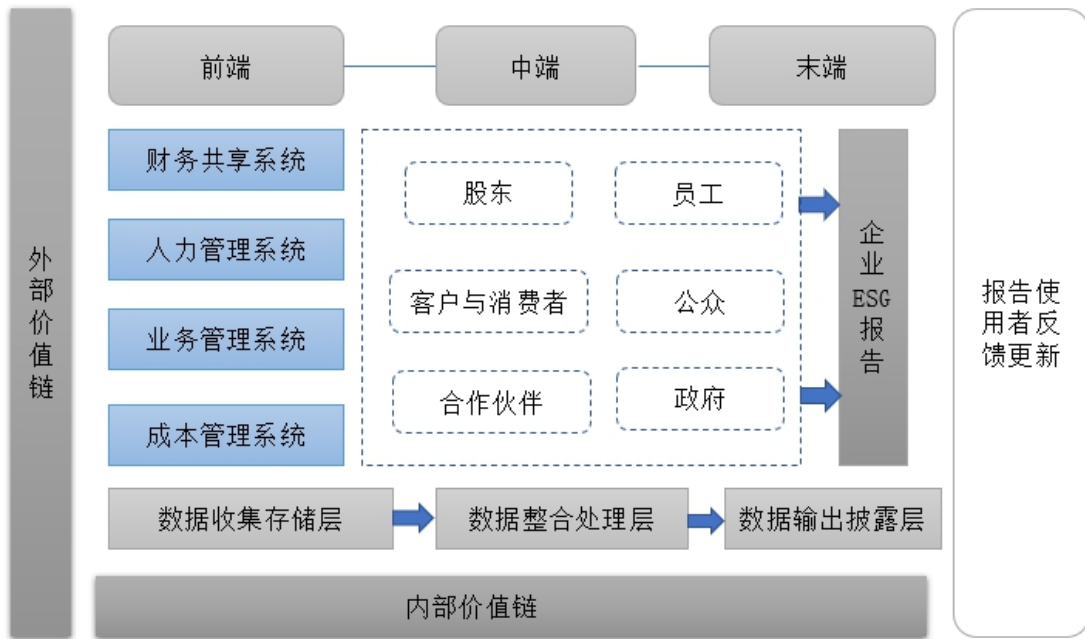 外部价值链
前端
中端
末端
财务共享系统
人力管理系统
业务管理系统
成本管理系统
股东
员工
客户与消费者
公众
合作伙伴
政府
企业
ESG
报告
数据收集存储层
数据整合处理层
数据输出披露层
内部价值链
报告使
用者反
馈更新